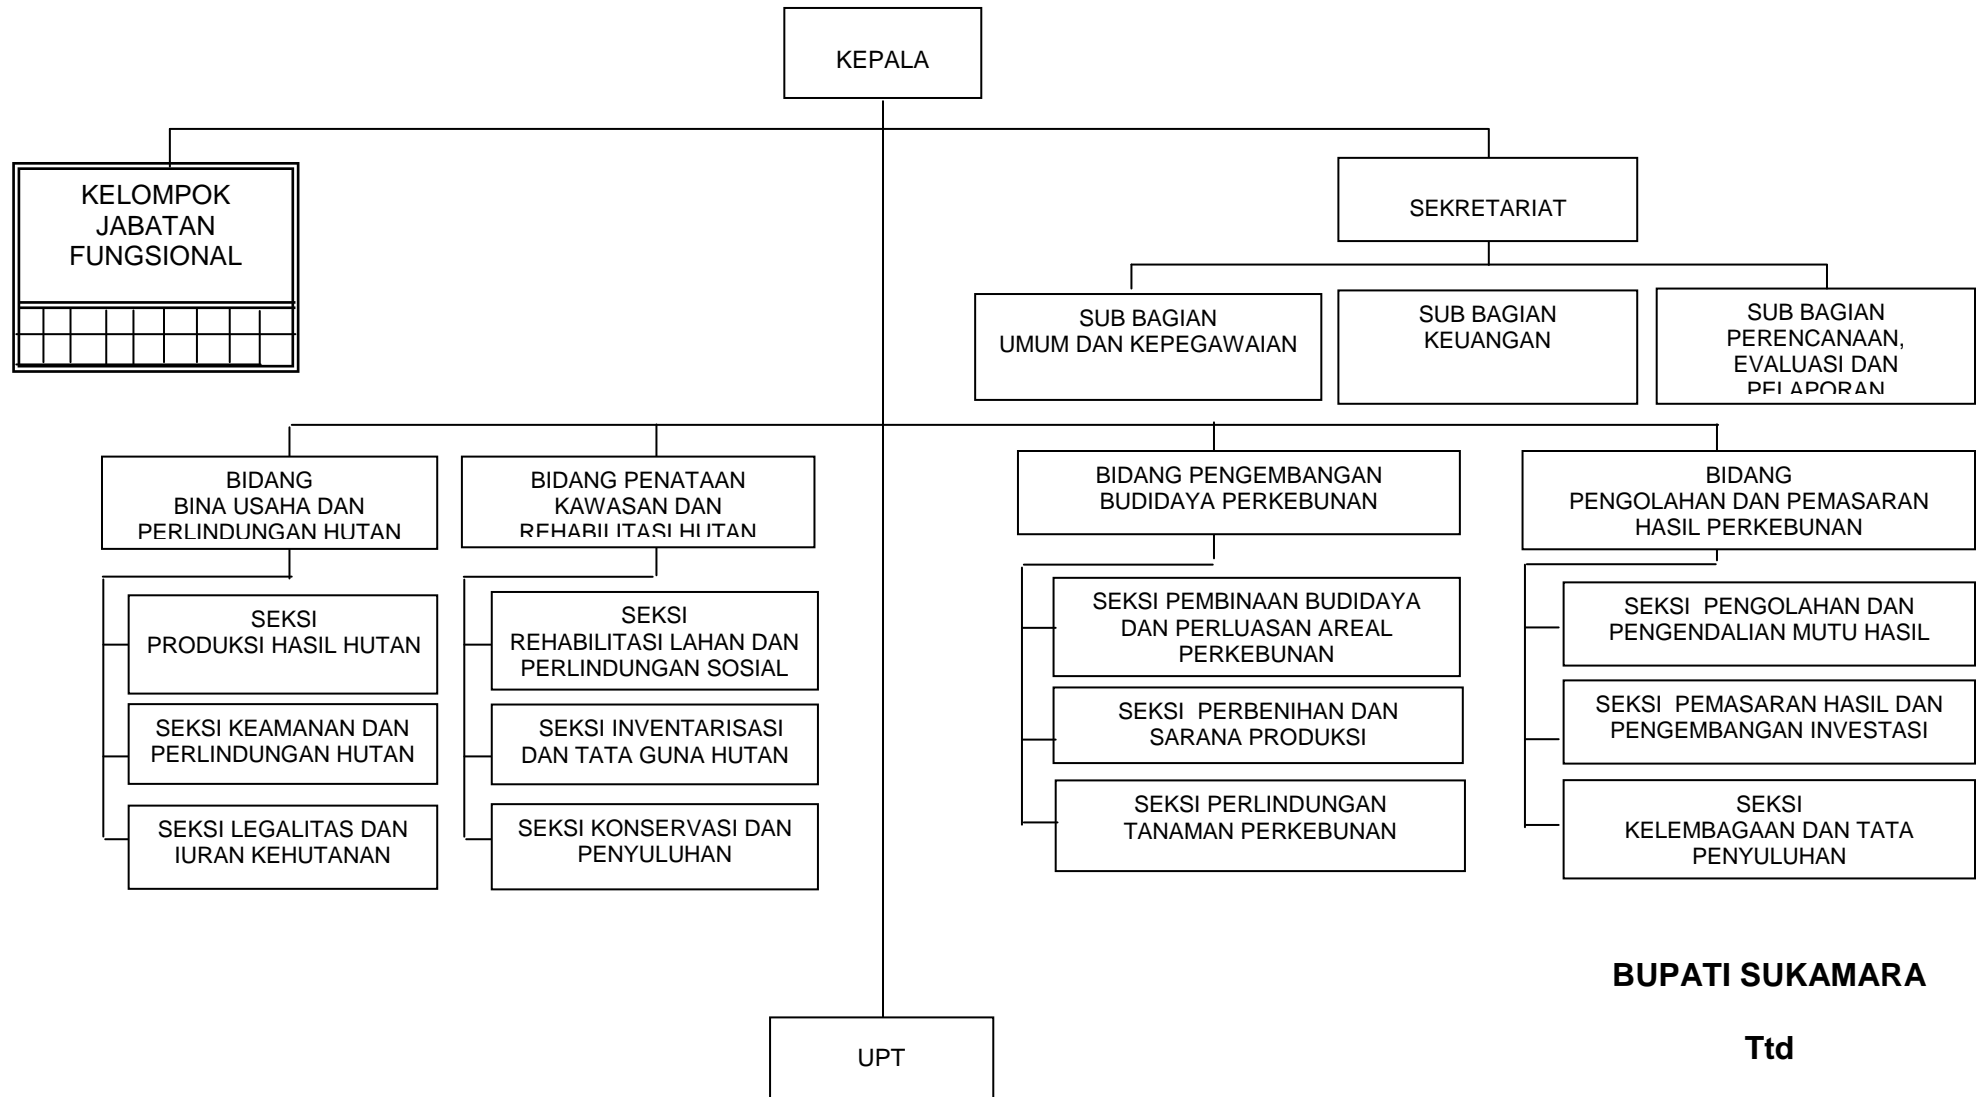 KEPALA
KELOMPOK
JABATAN
FUNGSIONAL
SEKRETARIAT
SUB BAGIAN
UMUM DAN KEPEGAWAIAN
SUB BAGIAN
KEUANGAN
SUB BAGIAN
PERENCANAAN,
EVALUASI DAN
PELAPORAN
BIDANG
BINA USAHA DAN
PERLINDUNGAN HUTAN
BIDANG PENATAAN
KAWASAN DAN
REHABILITASI HUTAN
BIDANG PENGEMBANGAN
BUDIDAYA PERKEBUNAN
BIDANG
PENGOLAHAN DAN PEMASARAN
HASIL PERKEBUNAN
SEKSI
PRODUKSI HASIL HUTAN
SEKSI KEAMANAN DAN
PERLINDUNGAN HUTAN
SEKSI LEGALITAS DAN
IURAN KEHUTANAN
SEKSI
REHABILITASI LAHAN DAN
PERLINDUNGAN SOSIAL
SEKSI INVENTARISASI
DAN TATA GUNA HUTAN
SEKSI KONSERVASI DAN
PENYULUHAN
SEKSI PEMBINAAN BUDIDAYA
DAN PERLUASAN AREAL
PERKEBUNAN
SEKSI PERBENIHAN DAN
SARANA PRODUKSI
SEKSI PERLINDUNGAN
TANAMAN PERKEBUNAN
SEKSI PENGOLAHAN DAN
PENGENDALIAN MUTU HASIL
SEKSI PEMASARAN HASIL DAN
PENGEMBANGAN INVESTASI
SEKSI
KELEMBAGAAN DAN TATA
PENYULUHAN
UPT
BUPATI SUKAMARA
Ttd